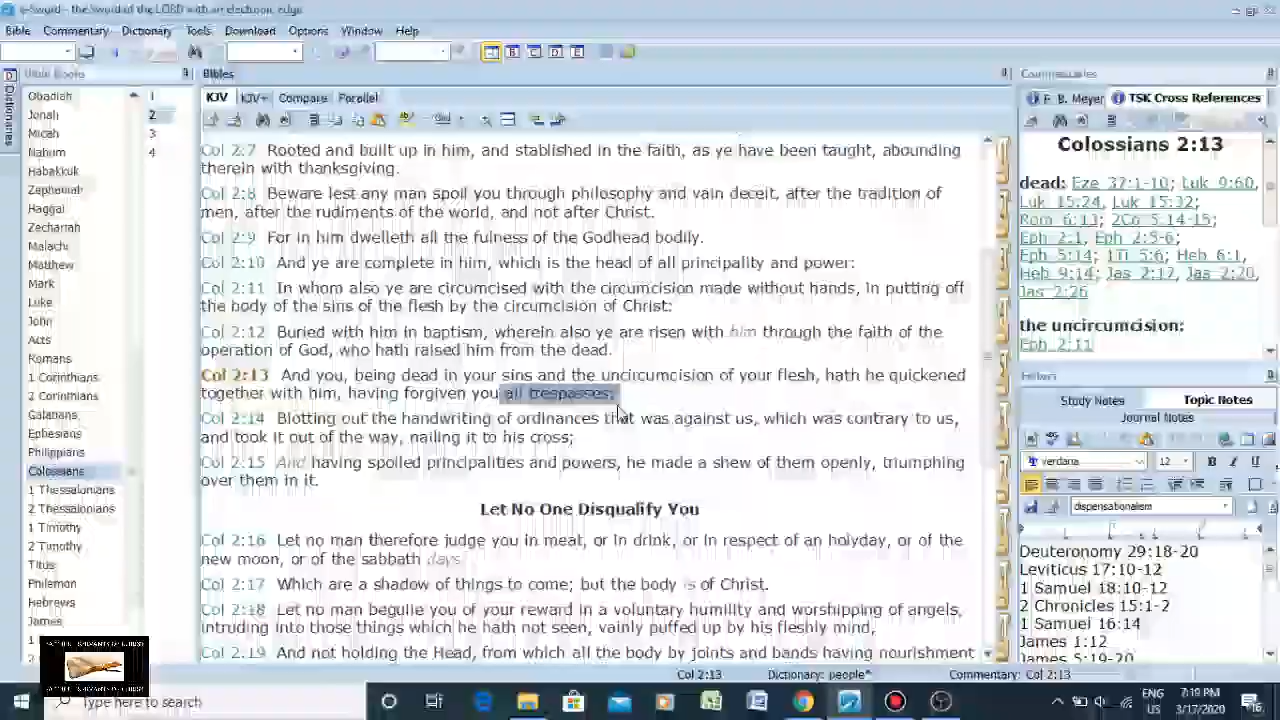 e-Sword - the Sword of the LORD with an electronic edge
Bible Commentary Dictionary Tools Download Options Window Help
Bible Books
Bibles
Commentaries
Dictionaries
Obadiah
Jonah
Micah
Nahum
Habakkuk
Zephaniah
Haggai
Zechariah
Malachi
Matthew
Mark
Luke
John
Acts
Romans
1 Corinthians
2 Corinthians
Galatians
Ephesians
Philippians
Colossians
1 Thessalonians
2 Thessalonians
1 Timothy
2 Timothy
Titus
Philemon
Hebrews
James
1
2
3
4
KJV KJV+ Compare Parallel
Col 2:7 Rooted and built up in him, and stablished in the faith, as ye have been taught, abounding
therein with thanksgiving.
Col 2:8 Beware lest any man spoil you through philosophy and vain deceit, after the tradition of
men, after the rudiments of the world, and not after Christ.
Col 2:9 For in him dwelleth all the fulness of the Godhead bodily.
Col 2:10 And ye are complete in him, which is the head of all principality and power:
Col 2:11 In whom also ye are circumcised with the circumcision made without hands, in putting off
the body of the sins of the flesh by the circumcision of Christ:
Col 2:12 Buried with him in baptism, wherein also ye are risen with him through the faith of the
operation of God, who hath raised him from the dead.
Col 2:13 And you, being dead in your sins and the uncircumcision of your flesh, hath he quickened
together with him, having forgiven you all trespasses;
Col 2:14 Blotting out the handwriting of ordinances that was against us, which was contrary to us,
and took it out of the way, nailing it to his cross;
Col 2:15 And having spoiled principalities and powers, he made a shew of them openly, triumphing
over them in it.
Let No One Disqualify You
Col 2:16 Let no man therefore judge you in meat, or in drink, or in respect of an holyday, or of the
new moon, or of the sabbath days
Col 2:17 Which are a shadow of things to come; but the body is of Christ.
Col 2:18 Let no man beguile you of your reward in a voluntary humility and worshipping of angels,
intruding into those things which he hath not seen, vainly puffed up by his fleshly mind,
Col 2:19 And not holding the Head, from which all the body by joints and bands having nourishment
F. B. Meyer TSK Cross References
Colossians 2:13
dead: Eze 37:1-10; Luk 9:60,
Luk 15:24, Luk 15:32;
Rom 6:13; 2Co 5:14-15;
Eph 2:1, Eph 2:5-6;
Eph 5:14; 1Ti 5:6; Heb 6:1,
Heb 9:14; Jas 2:17, Jas 2:20,
Jas 2:26
the uncircumcision:
Eph 2:11
Editors
Study Notes Topic Notes
Journal Notes
Verdana 12 B I U
dispensationalism
Deuteronomy 29:18-20
Leviticus 17:10-12
1 Samuel 18:10-12
2 Chronicles 15:1-2
1 Samuel 16:14
James 1:12
James 5:19-20
Col 2:13 Dictionary: people* Commentary: Col 2:13
Type here to search
ENG
US
7:19 PM
3/17/2020
16